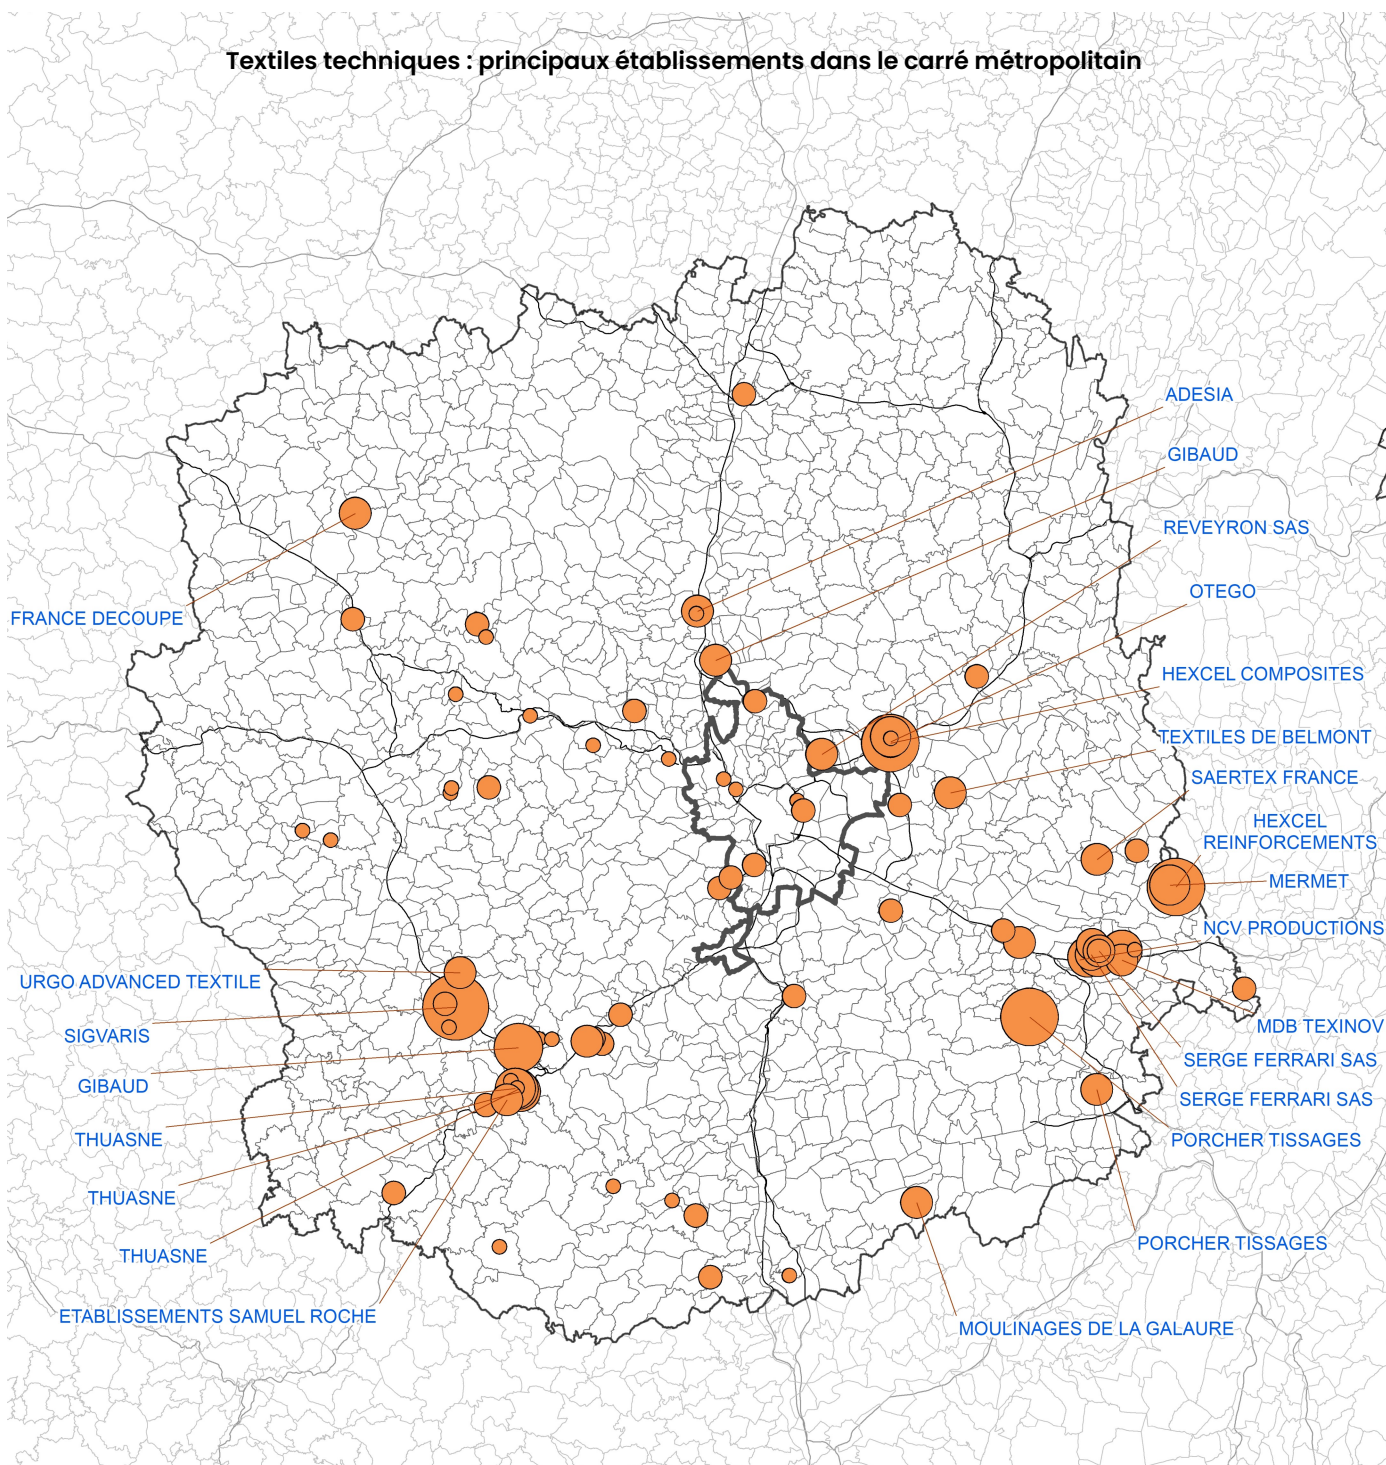 Textiles techniques : principaux établissements dans le carré métropolitain
ADESIA
GIBAUD
REVEYRON SAS
OTEGO
FRANCE DECOUPE
HEXCEL COMPOSITES
TEXTILES DE BELMONT
SAERTEX FRANCE
HEXCEL
REINFORCEMENTS
MERMET
NCV PRODUCTIONS
URGO ADVANCED TEXTILE
MDB TEXINOV
SIGVARIS
SERGE FERRARI SAS
GIBAUD
SERGE FERRARI SAS
THUASNE
PORCHER TISSAGES
THUASNE
PORCHER TISSAGES
THUASNE
ETABLISSEMENTS SAMUEL ROCHE
MOULINAGES DE LA GALAURE